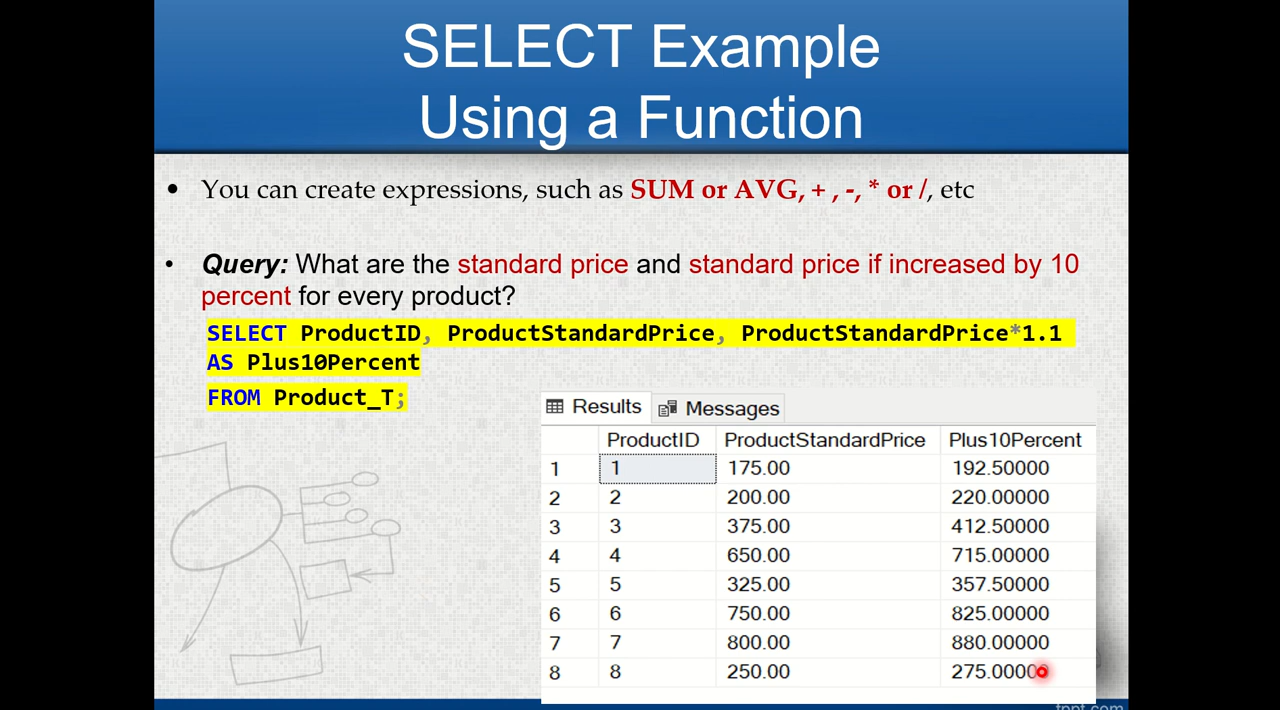 SELECT Example
Using a Function
• You can create expressions, such as SUM or AVG, + , -, * or /, etc
• Query: What are the standard price and standard price if increased by 10
percent for every product?
SELECT ProductID, ProductStandardPrice, ProductStandardPrice*1.1
AS Plus10Percent
FROM Product_T;
Results Messages
ProductID ProductStandardPrice Plus10Percent
1 1 175.00 192.50000
2 2 200.00 220.00000
3 3 375.00 412.50000
4 4 650.00 715.00000
5 5 325.00 357.50000
6 6 750.00 825.00000
7 7 800.00 880.00000
8 8 250.00 275.00000